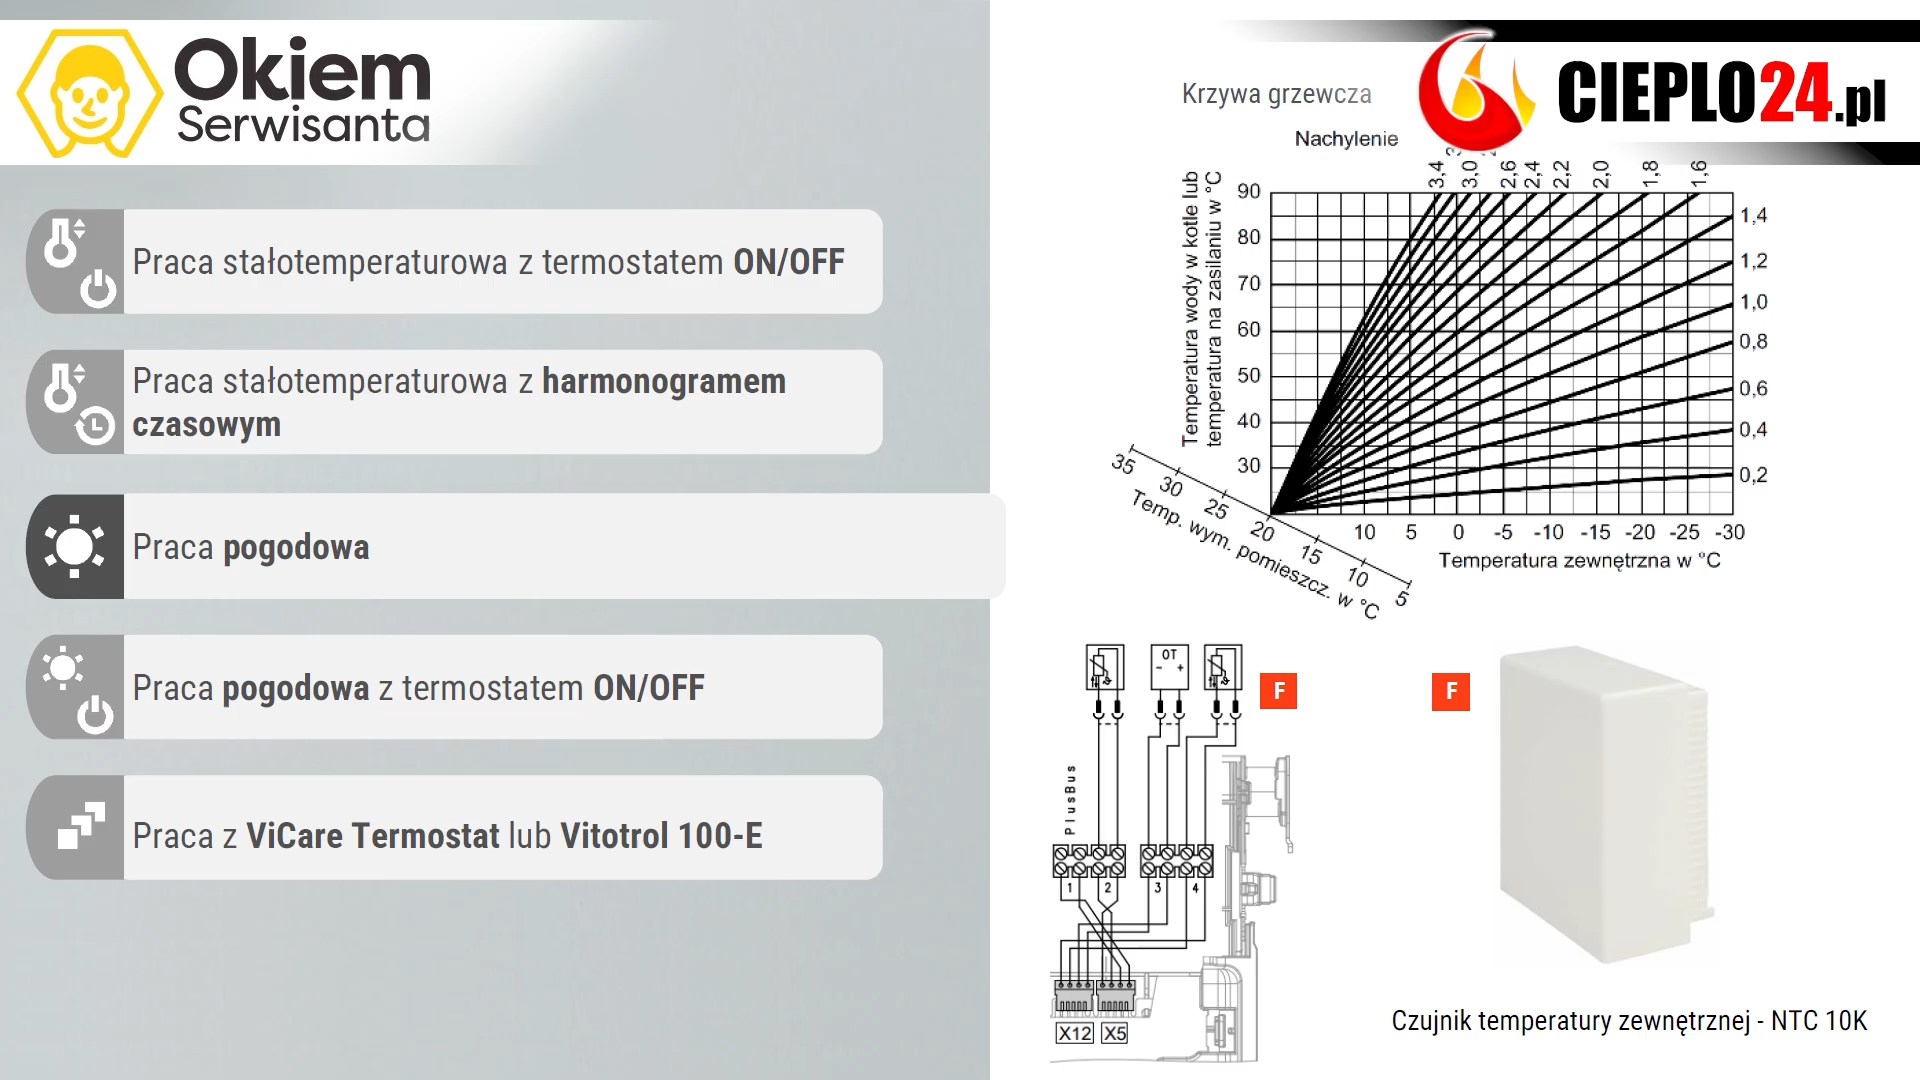 Okiem
Serwisanta
CIEPLO24.pl
Praca stałotemperaturowa z termostatem ON/OFF
Praca stałotemperaturowa z harmonogramem
czasowym
Praca pogodowa
Praca pogodowa z termostatem ON/OFF
Praca z ViCare Termostat lub Vitotrol 100-E
Krzywa grzewcza
Nachylenie
3,4 3,0 2,6 2,4 2,2 2,0 1,8 1,6
1,4
1,2
1,0
0,8
0,6
0,4
0,2
Temperatura wody w kotle lub
temperatura na zasilaniu w °C
90
80
70
60
50
40
30
35 30 25 20 15 10 5
Temp. wym. pomieszcz. w °C
10 5 0 -5 -10 -15 -20 -25 -30
Temperatura zewnętrzna w °C
OT
- +
F
F
PlusBus
1 2 3 4
X12 X5
Czujnik temperatury zewnętrznej - NTC 10K